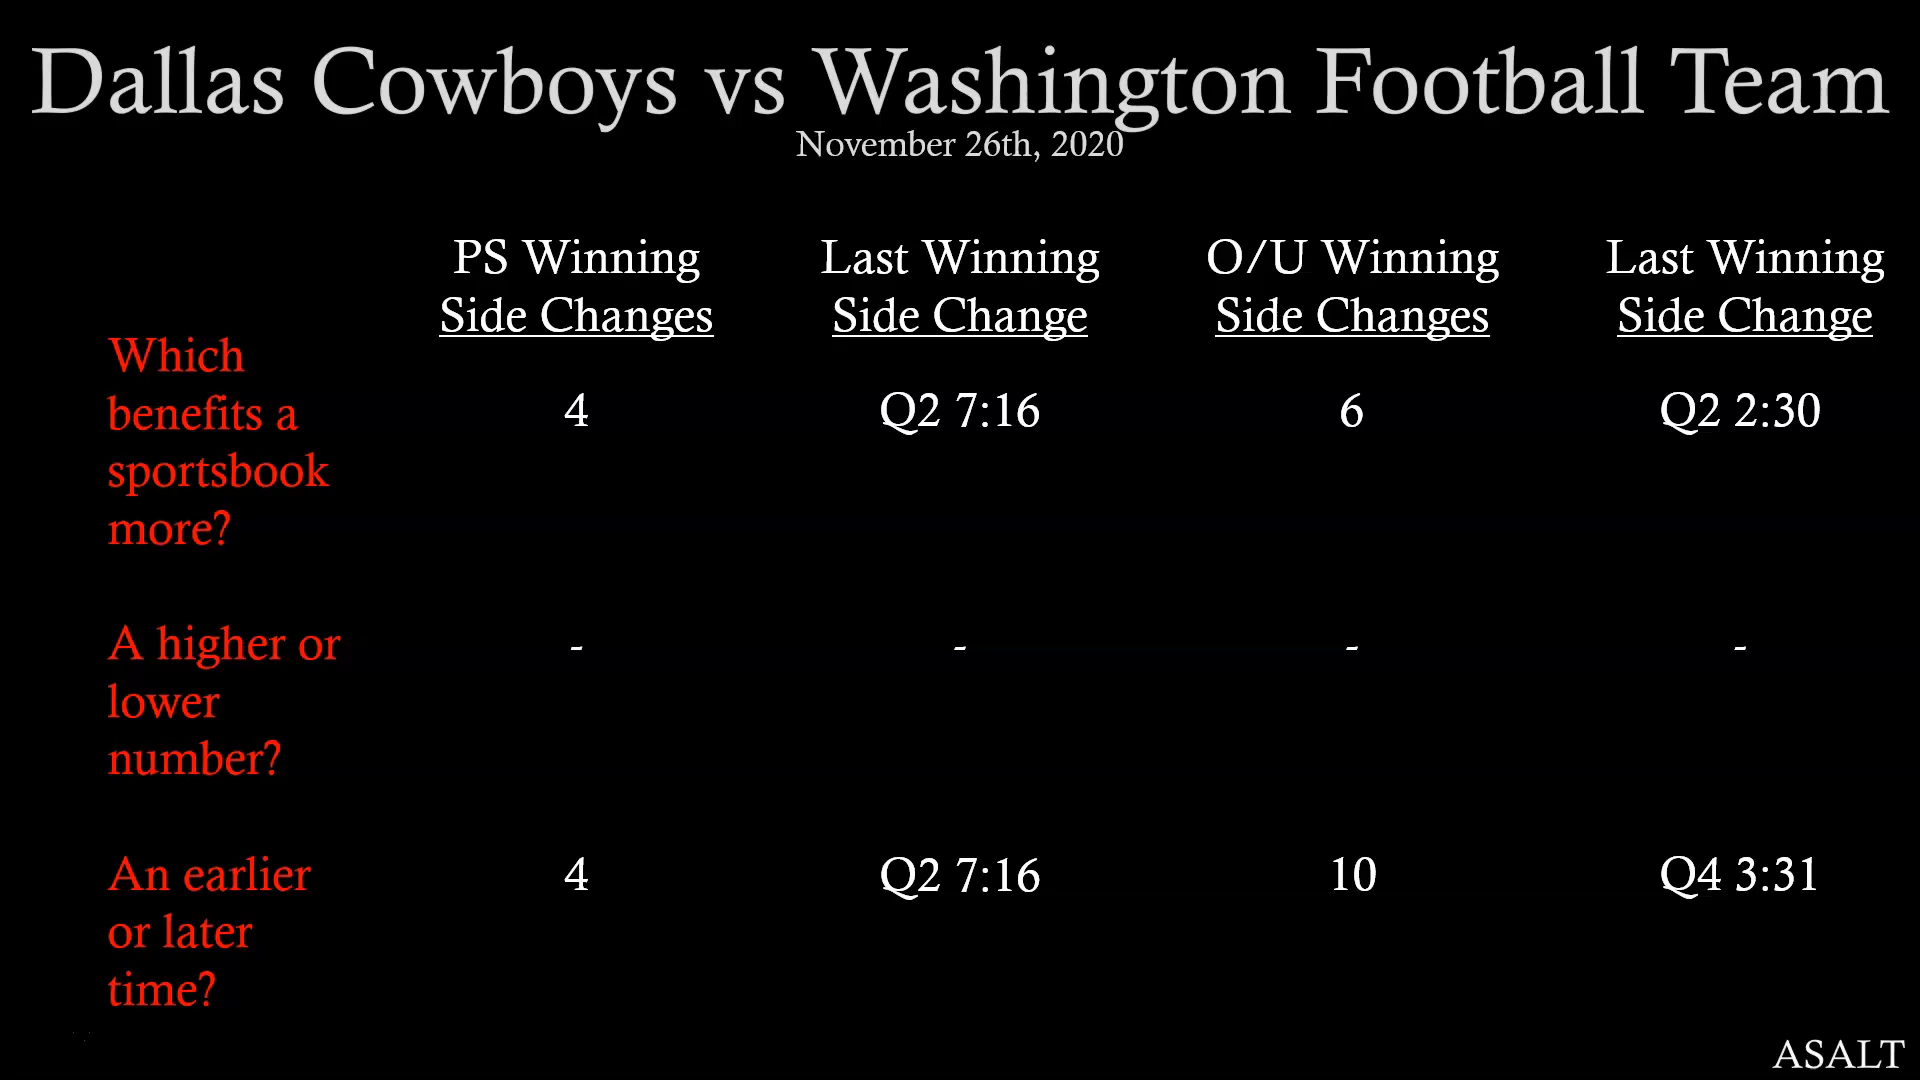 Dallas Cowboys vs Washington Football Team
November 26th, 2020
PS Winning
Side Changes
Last Winning
Side Change
O/U Winning
Side Changes
Last Winning
Side Change
Which
benefits a
sportsbook
more?
4
Q2 7:16
6
Q2 2:30
A higher or
lower
number?
-
-
-
-
An earlier
or later
time?
4
Q2 7:16
10
Q4 3:31
ASALT